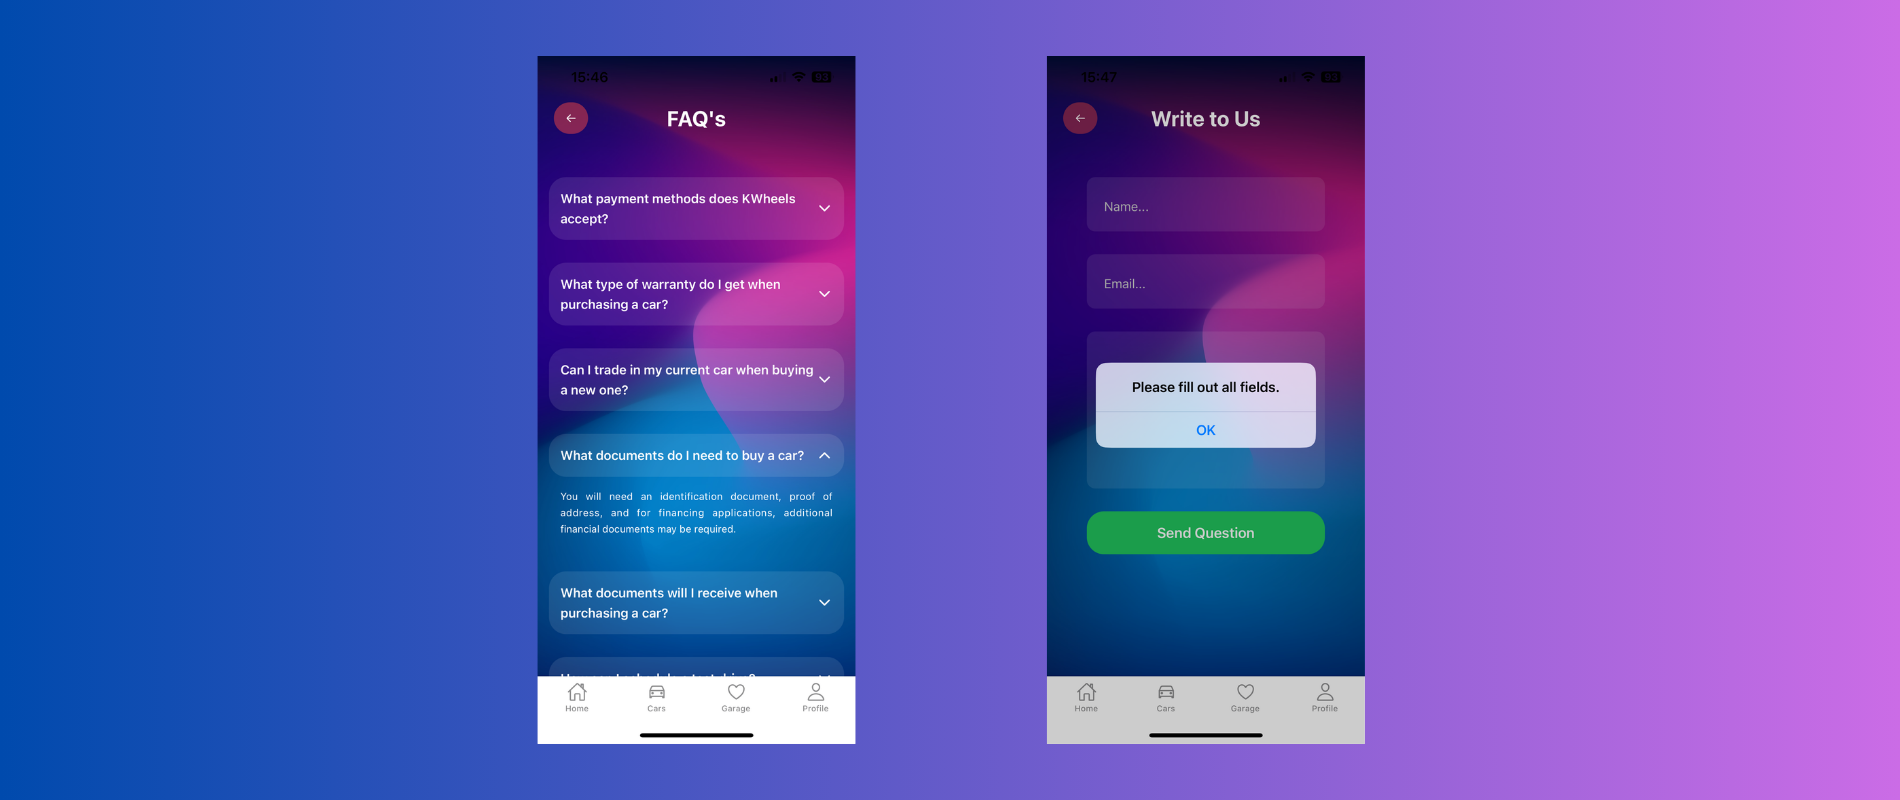 15:46
93
FAQ's
What payment methods does KWheels
accept?
What type of warranty do I get when
purchasing a car?
Can I trade in my current car when buying
a new one?
What documents do I need to buy a car?
You will need an identification document, proof of
address, and for financing applications, additional
financial documents may be required.
What documents will I receive when
purchasing a car?
Home
Cars
Garage
Profile
15:47
93
Write to Us
Name...
Email...
Please fill out all fields.
OK
Send Question
Home
Cars
Garage
Profile